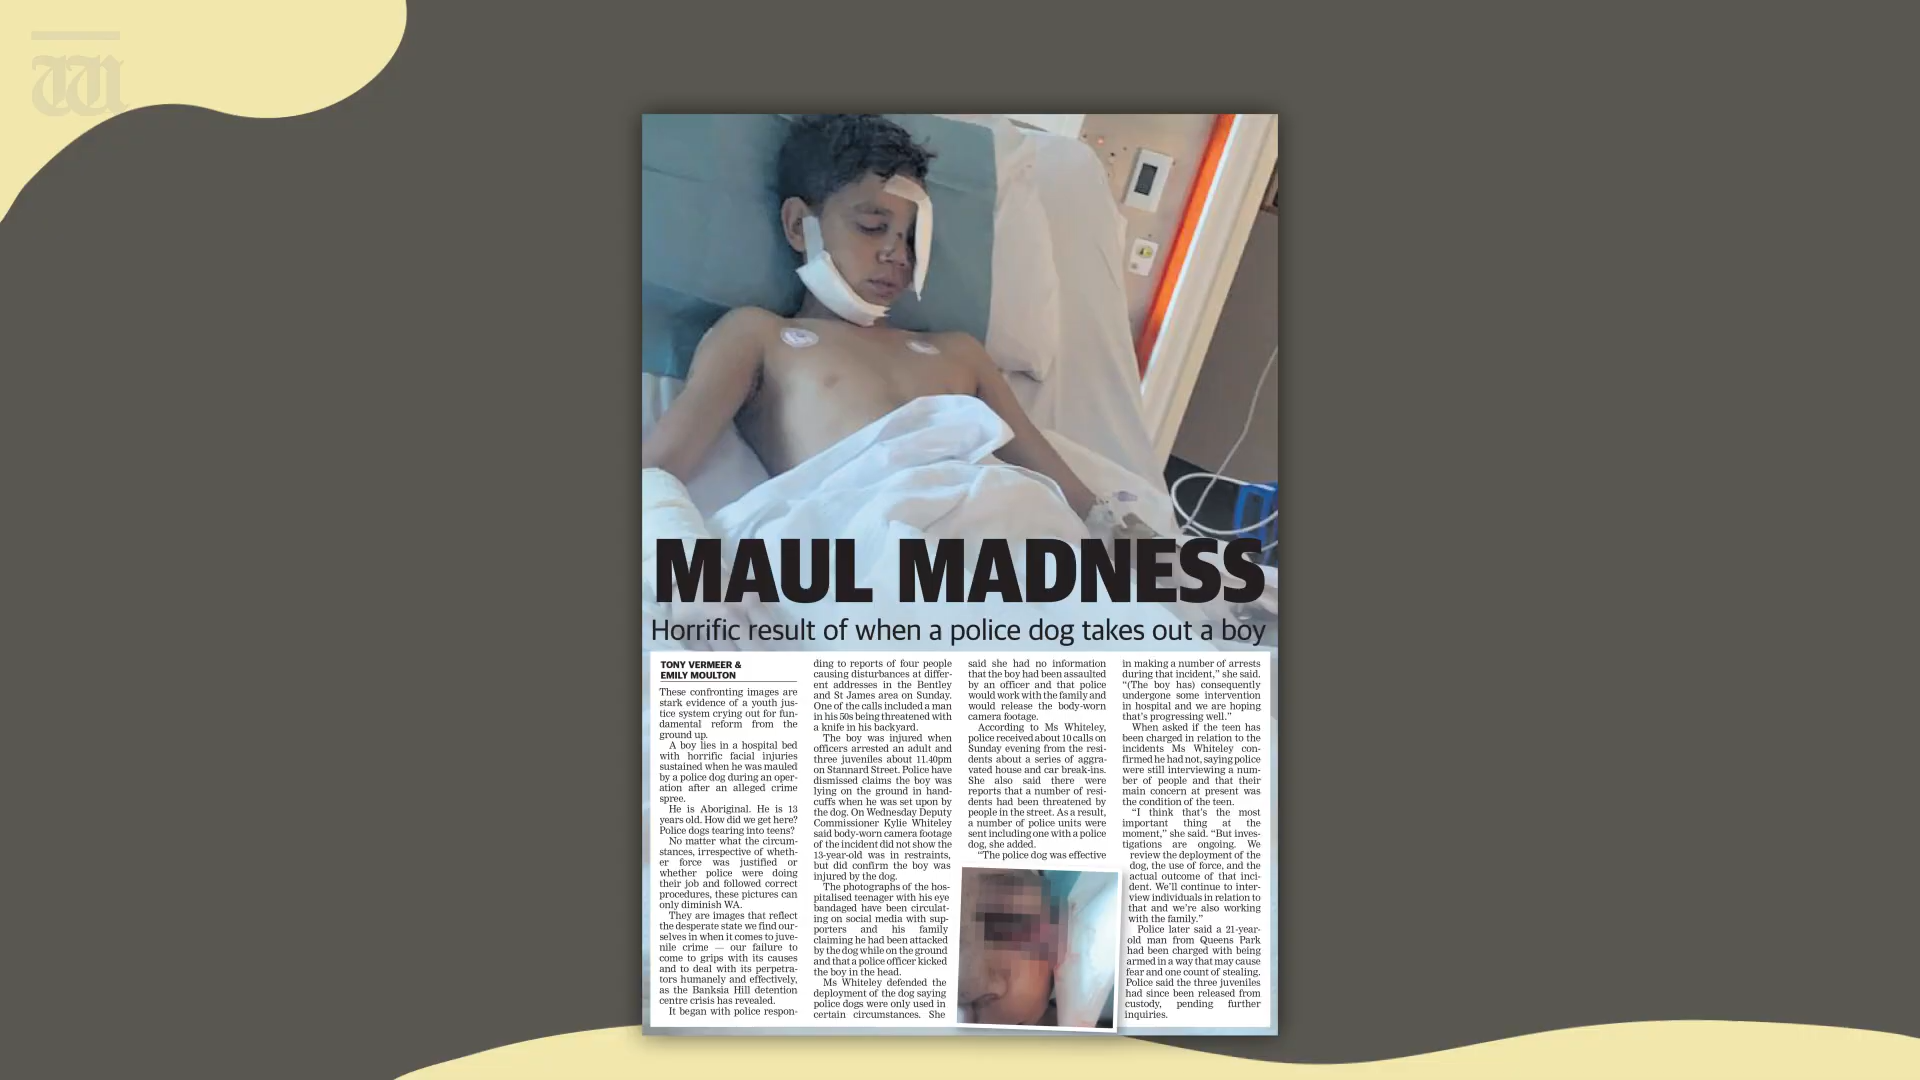 W
MAUL MADNESS
Horrific result of when a police dog takes out a boy
TONY VERMEER &
EMILY MOULTON
These confronting images are
stark evidence of a youth jus-
tice system crying out for fun-
damental reform from the
ground up.
A boy lies in a hospital bed
with horrific facial injuries
sustained when he was mauled
by a police dog during an oper-
ation after an alleged crime
spree.
He is Aboriginal. He is 13
years old. How did we get here?
Police dogs tearing into teens?
No matter what the circum-
stances, irrespective of wheth-
er force was justified or
whether police were doing
their job and followed correct
procedures, these pictures can
only diminish WA.
They are images that reflect
the desperate state we find our-
selves in when it comes to juve-
nile crime — our failure to
come to grips with its causes
and to deal with its perpetra-
tors humanely and effectively,
as the Banksia Hill detention
centre crisis has revealed.
It began with police respon-
ding to reports of four people
causing disturbances at differ-
ent addresses in the Bentley
and St James area on Sunday.
One of the calls included a man
in his 50s being threatened with
a knife in his backyard.
The boy was injured when
officers arrested an adult and
three juveniles about 11.40pm
on Stannard Street. Police have
dismissed claims the boy was
lying on the ground in hand-
cuffs when he was set upon by
the dog. On Wednesday Deputy
Commissioner Kylie Whiteley
said body-worn camera footage
of the incident did not show the
13-year-old was in restraints,
but did confirm the boy was
injured by the dog.
The photographs of the hos-
pitalised teenager with his eye
bandaged have been circulat-
ing on social media with sup-
porters and his family
claiming he had been attacked
by the dog while on the ground
and that a police officer kicked
the boy in the head.
Ms Whiteley defended the
deployment of the dog saying
police dogs were only used in
certain circumstances. She
said she had no information
that the boy had been assaulted
by an officer and that police
would work with the family and
would release the body-worn
camera footage.
According to Ms Whiteley,
police received about 10 calls on
Sunday evening from the resi-
dents about a series of aggra-
vated house and car break-ins.
She also said there were
reports that a number of resi-
dents had been threatened by
people in the street. As a result,
a number of police units were
sent including one with a police
dog, she added.
"The police dog was effective
in making a number of arrests
during that incident," she said.
"(The boy has) consequently
undergone some intervention
in hospital and we are hoping
that's progressing well."
When asked if the teen has
been charged in relation to the
incidents Ms Whiteley con-
firmed he had not, saying police
were still interviewing a num-
ber of people and that their
main concern at present was
the condition of the teen.
"I think that's the most
important thing at the
moment," she said. "But inves-
tigations are ongoing. We
review the deployment of the
dog, the use of force, and the
actual outcome of that inci-
dent. We'll continue to inter-
view individuals in relation to
that and we're also working
with the family."
Police later said a 21-year-
old man from Queens Park
had been charged with being
armed in a way that may cause
fear and one count of stealing.
Police said the three juveniles
had since been released from
custody, pending further
inquiries.